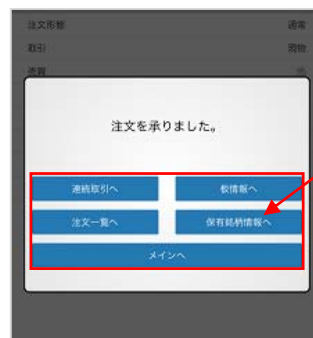 注文形態 通常
取引 現物
売買
注文を承りました。
連続取引へ 板情報へ
注文一覧へ 保有銘柄情報へ
メインへ